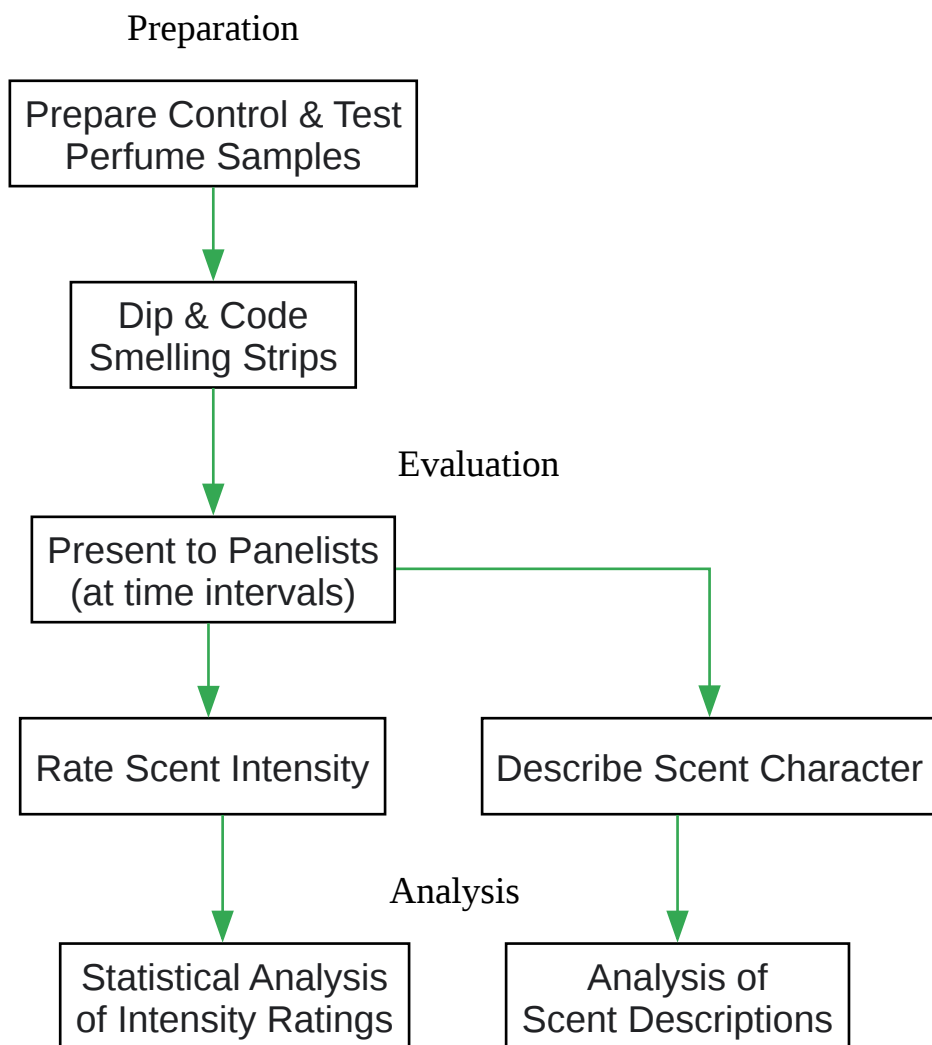 Preparation
Prepare Control & Test
Perfume Samples
Dip & Code
Smelling Strips
Evaluation
Present to Panelists
(at time intervals)
Rate Scent Intensity
Describe Scent Character
Analysis
Statistical Analysis
of Intensity Ratings
Analysis of
Scent Descriptions